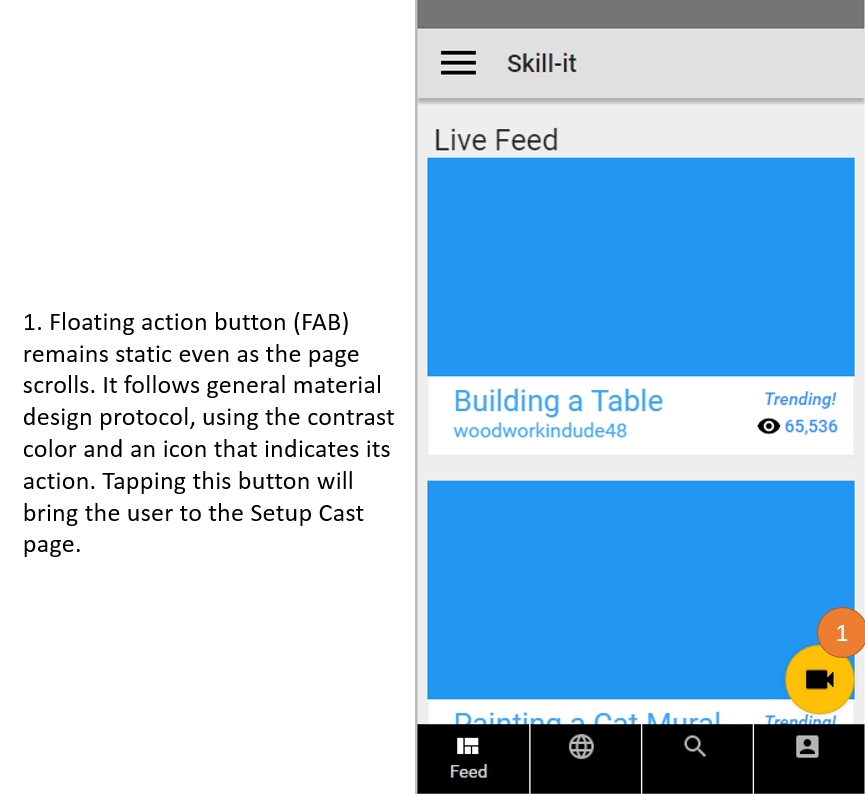 1. Floating action button (FAB)
remains static even as the page
scrolls. It follows general material
design protocol, using the contrast
color and an icon that indicates its
action. Tapping this button will
bring the user to the Setup Cast
page.
Skill-it
Live Feed
Building a Table
Trending!
woodworkindude48
65,536
1
Painting a Cat Mural
Trending!
Feed